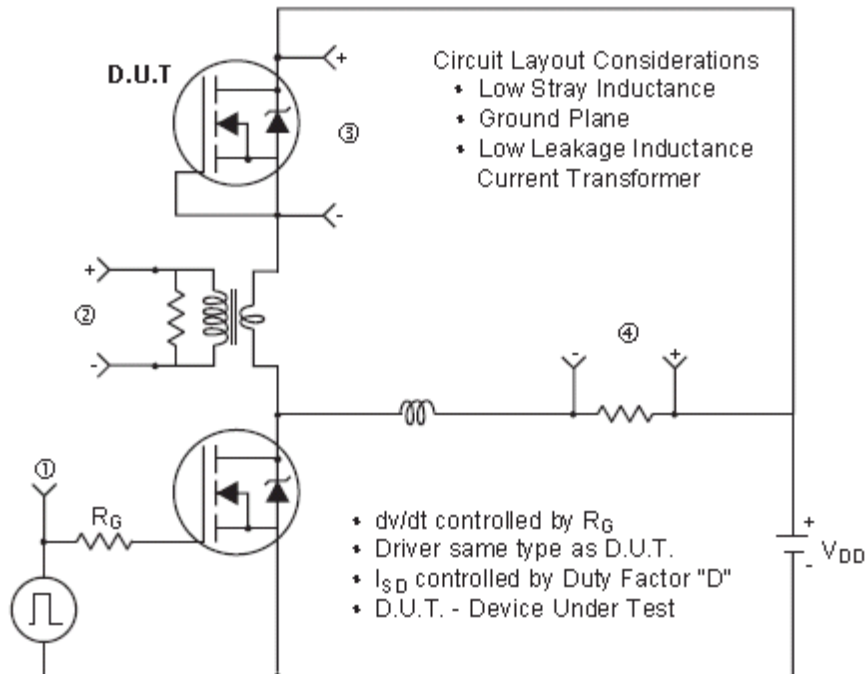 D.U.T
+
-
③
Circuit Layout Considerations
• Low Stray Inductance
• Ground Plane
• Low Leakage Inductance
Current Transformer
+
②
-
-
④
+
①
R_G
• dv/dt controlled by R_G
• Driver same type as D.U.T.
• I_SD controlled by Duty Factor "D"
• D.U.T. - Device Under Test
+
V_DD
-